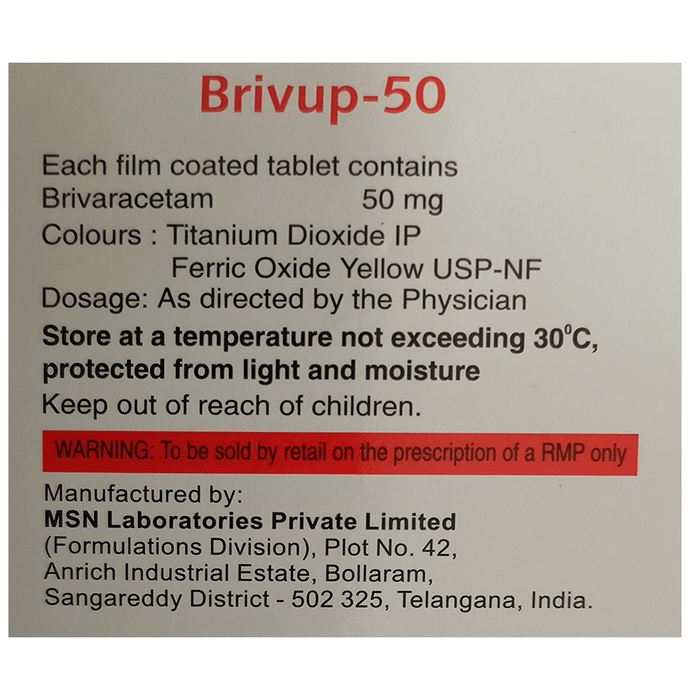 Brivup-50
Each film coated tablet contains
Brivaracetam 50 mg
Colours : Titanium Dioxide IP
Ferric Oxide Yellow USP-NF
Dosage: As directed by the Physician
Store at a temperature not exceeding 30⁰C,
protected from light and moisture
Keep out of reach of children.
WARNING: To be sold by retail on the prescription of a RMP only
Manufactured by:
MSN Laboratories Private Limited
(Formulations Division), Plot No. 42,
Anrich Industrial Estate, Bollaram,
Sangareddy District - 502 325, Telangana, India.